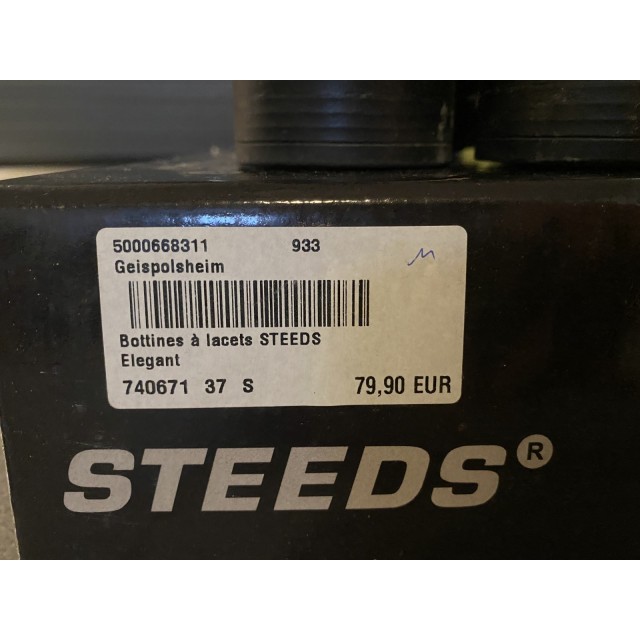 5000668311 933
Geispolsheim
Bottines à lacets STEEDS
Elegant
740671 37 S 79,90 EUR
STEEDS®